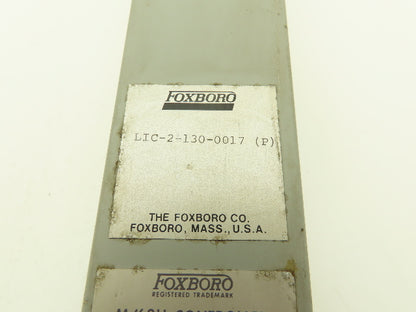 FOXBORO
LIC-2-130-0017 (P)
THE FOXBORO CO.
FOXBORO, MASS., U.S.A.
FOXBORO
REGISTERED TRADEMARK